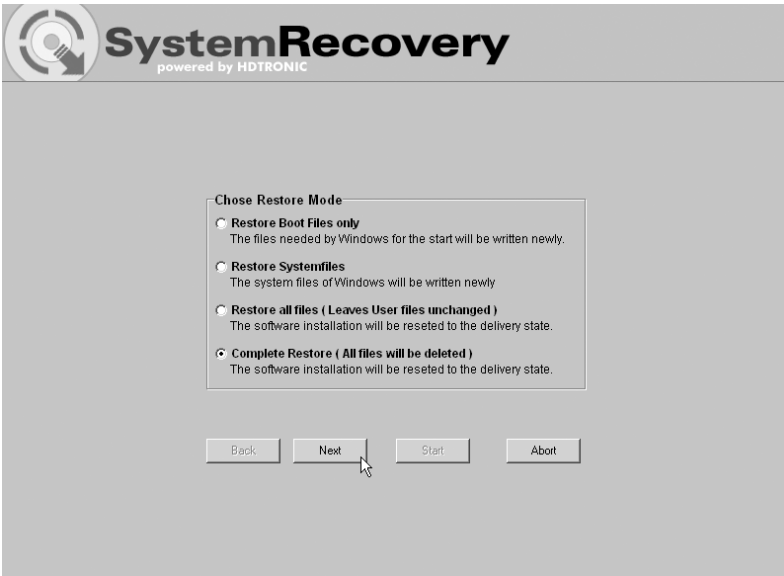 SystemRecovery
powered by HDTRONIC
Chose Restore Mode
Restore Boot Files only
The files needed by Windows for the start will be written newly.
Restore Systemfiles
The system files of Windows will be written newly
Restore all files ( Leaves User files unchanged )
The software installation will be reseted to the delivery state.
Complete Restore ( All files will be deleted )
The software installation will be reseted to the delivery state.
Back Next Start Abort